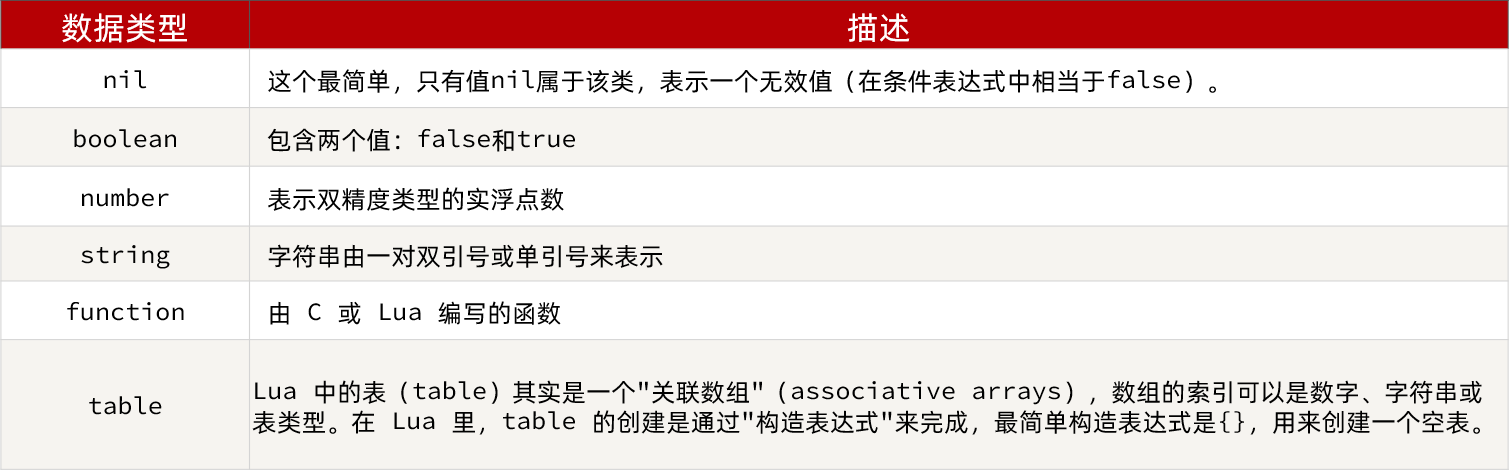 数据类型 描述
nil 这个最简单，只有值nil属于该类，表示一个无效值（在条件表达式中相当于false）。
boolean 包含两个值：false和true
number 表示双精度类型的实浮点数
string 字符串由一对双引号或单引号来表示
function 由 C 或 Lua 编写的函数
table Lua 中的表（table）其实是一个"关联数组"（associative arrays），数组的索引可以是数字、字符串或
表类型。在 Lua 里，table 的创建是通过"构造表达式"来完成，最简单构造表达式是{}，用来创建一个空表。